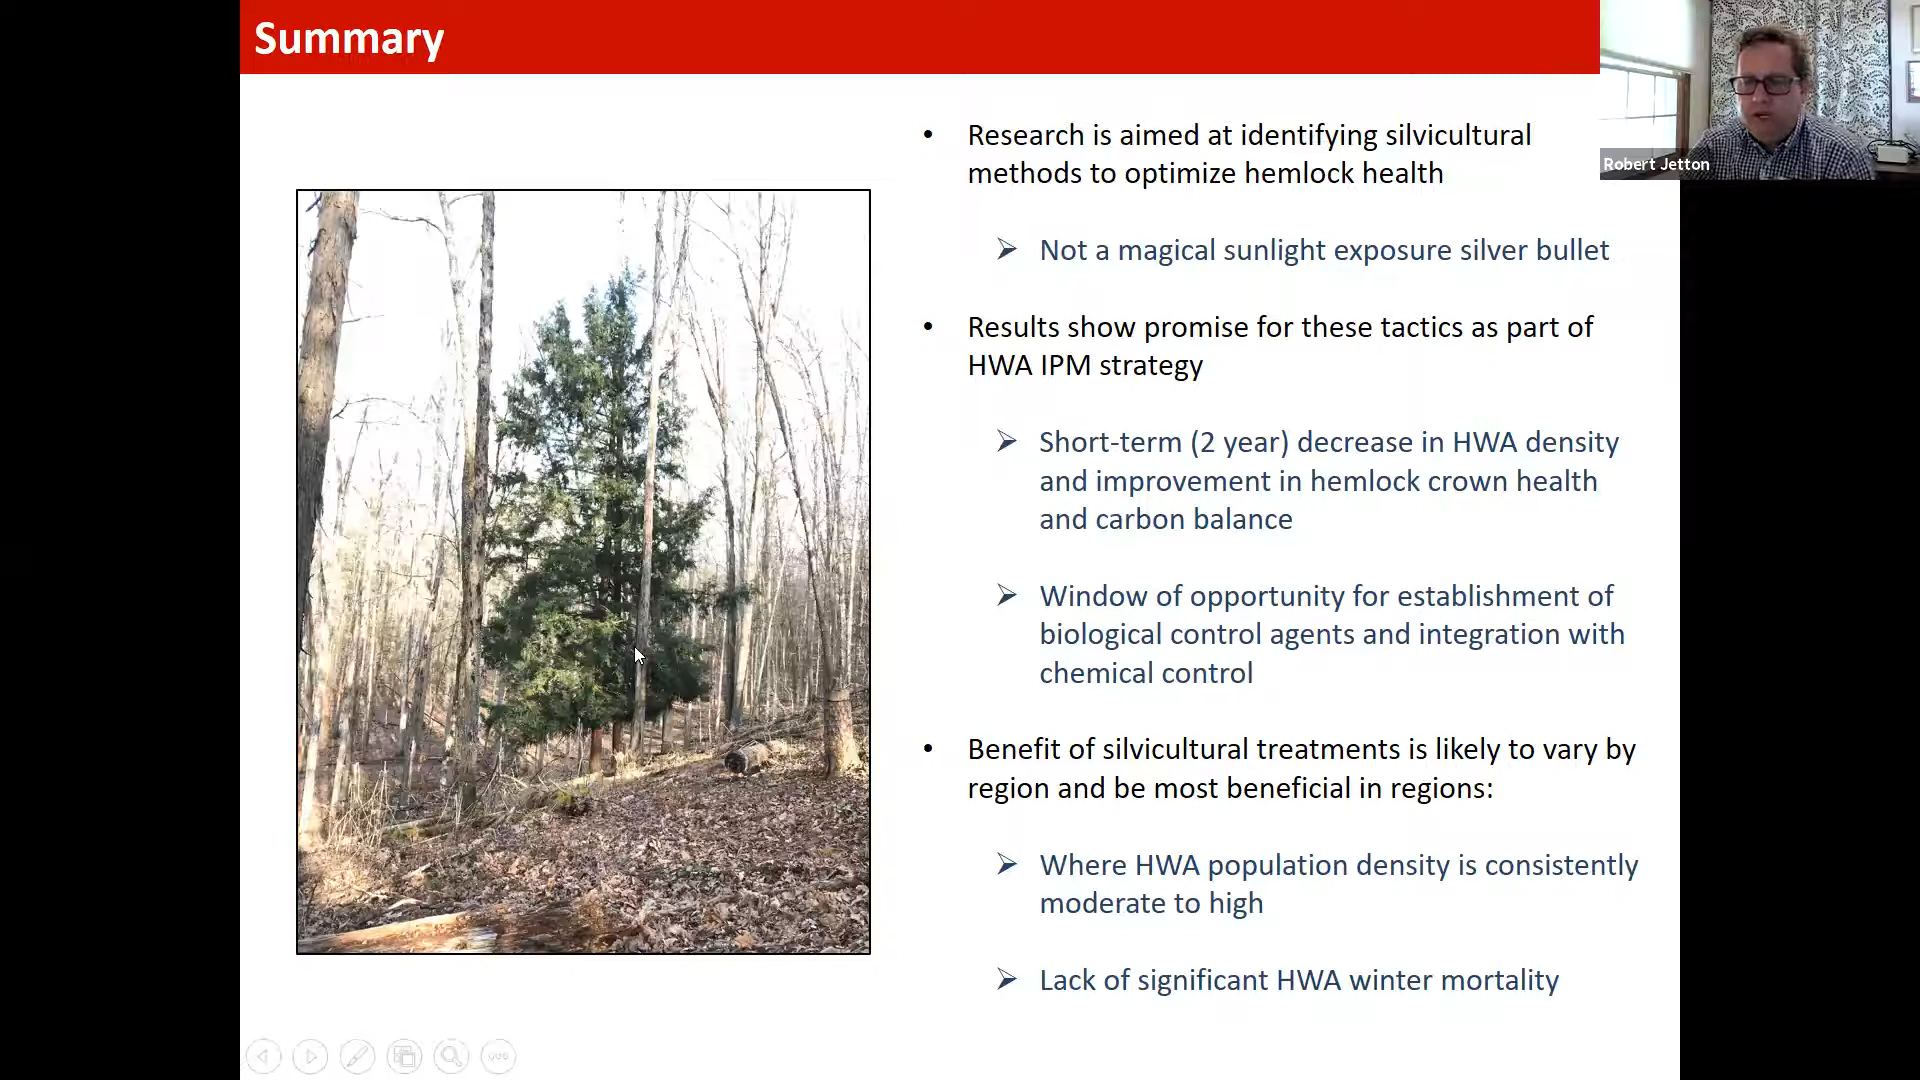 Summary
Robert Jetton
• Research is aimed at identifying silvicultural
methods to optimize hemlock health
➢ Not a magical sunlight exposure silver bullet
• Results show promise for these tactics as part of
HWA IPM strategy
➢ Short-term (2 year) decrease in HWA density
and improvement in hemlock crown health
and carbon balance
➢ Window of opportunity for establishment of
biological control agents and integration with
chemical control
• Benefit of silvicultural treatments is likely to vary by
region and be most beneficial in regions:
➢ Where HWA population density is consistently
moderate to high
➢ Lack of significant HWA winter mortality